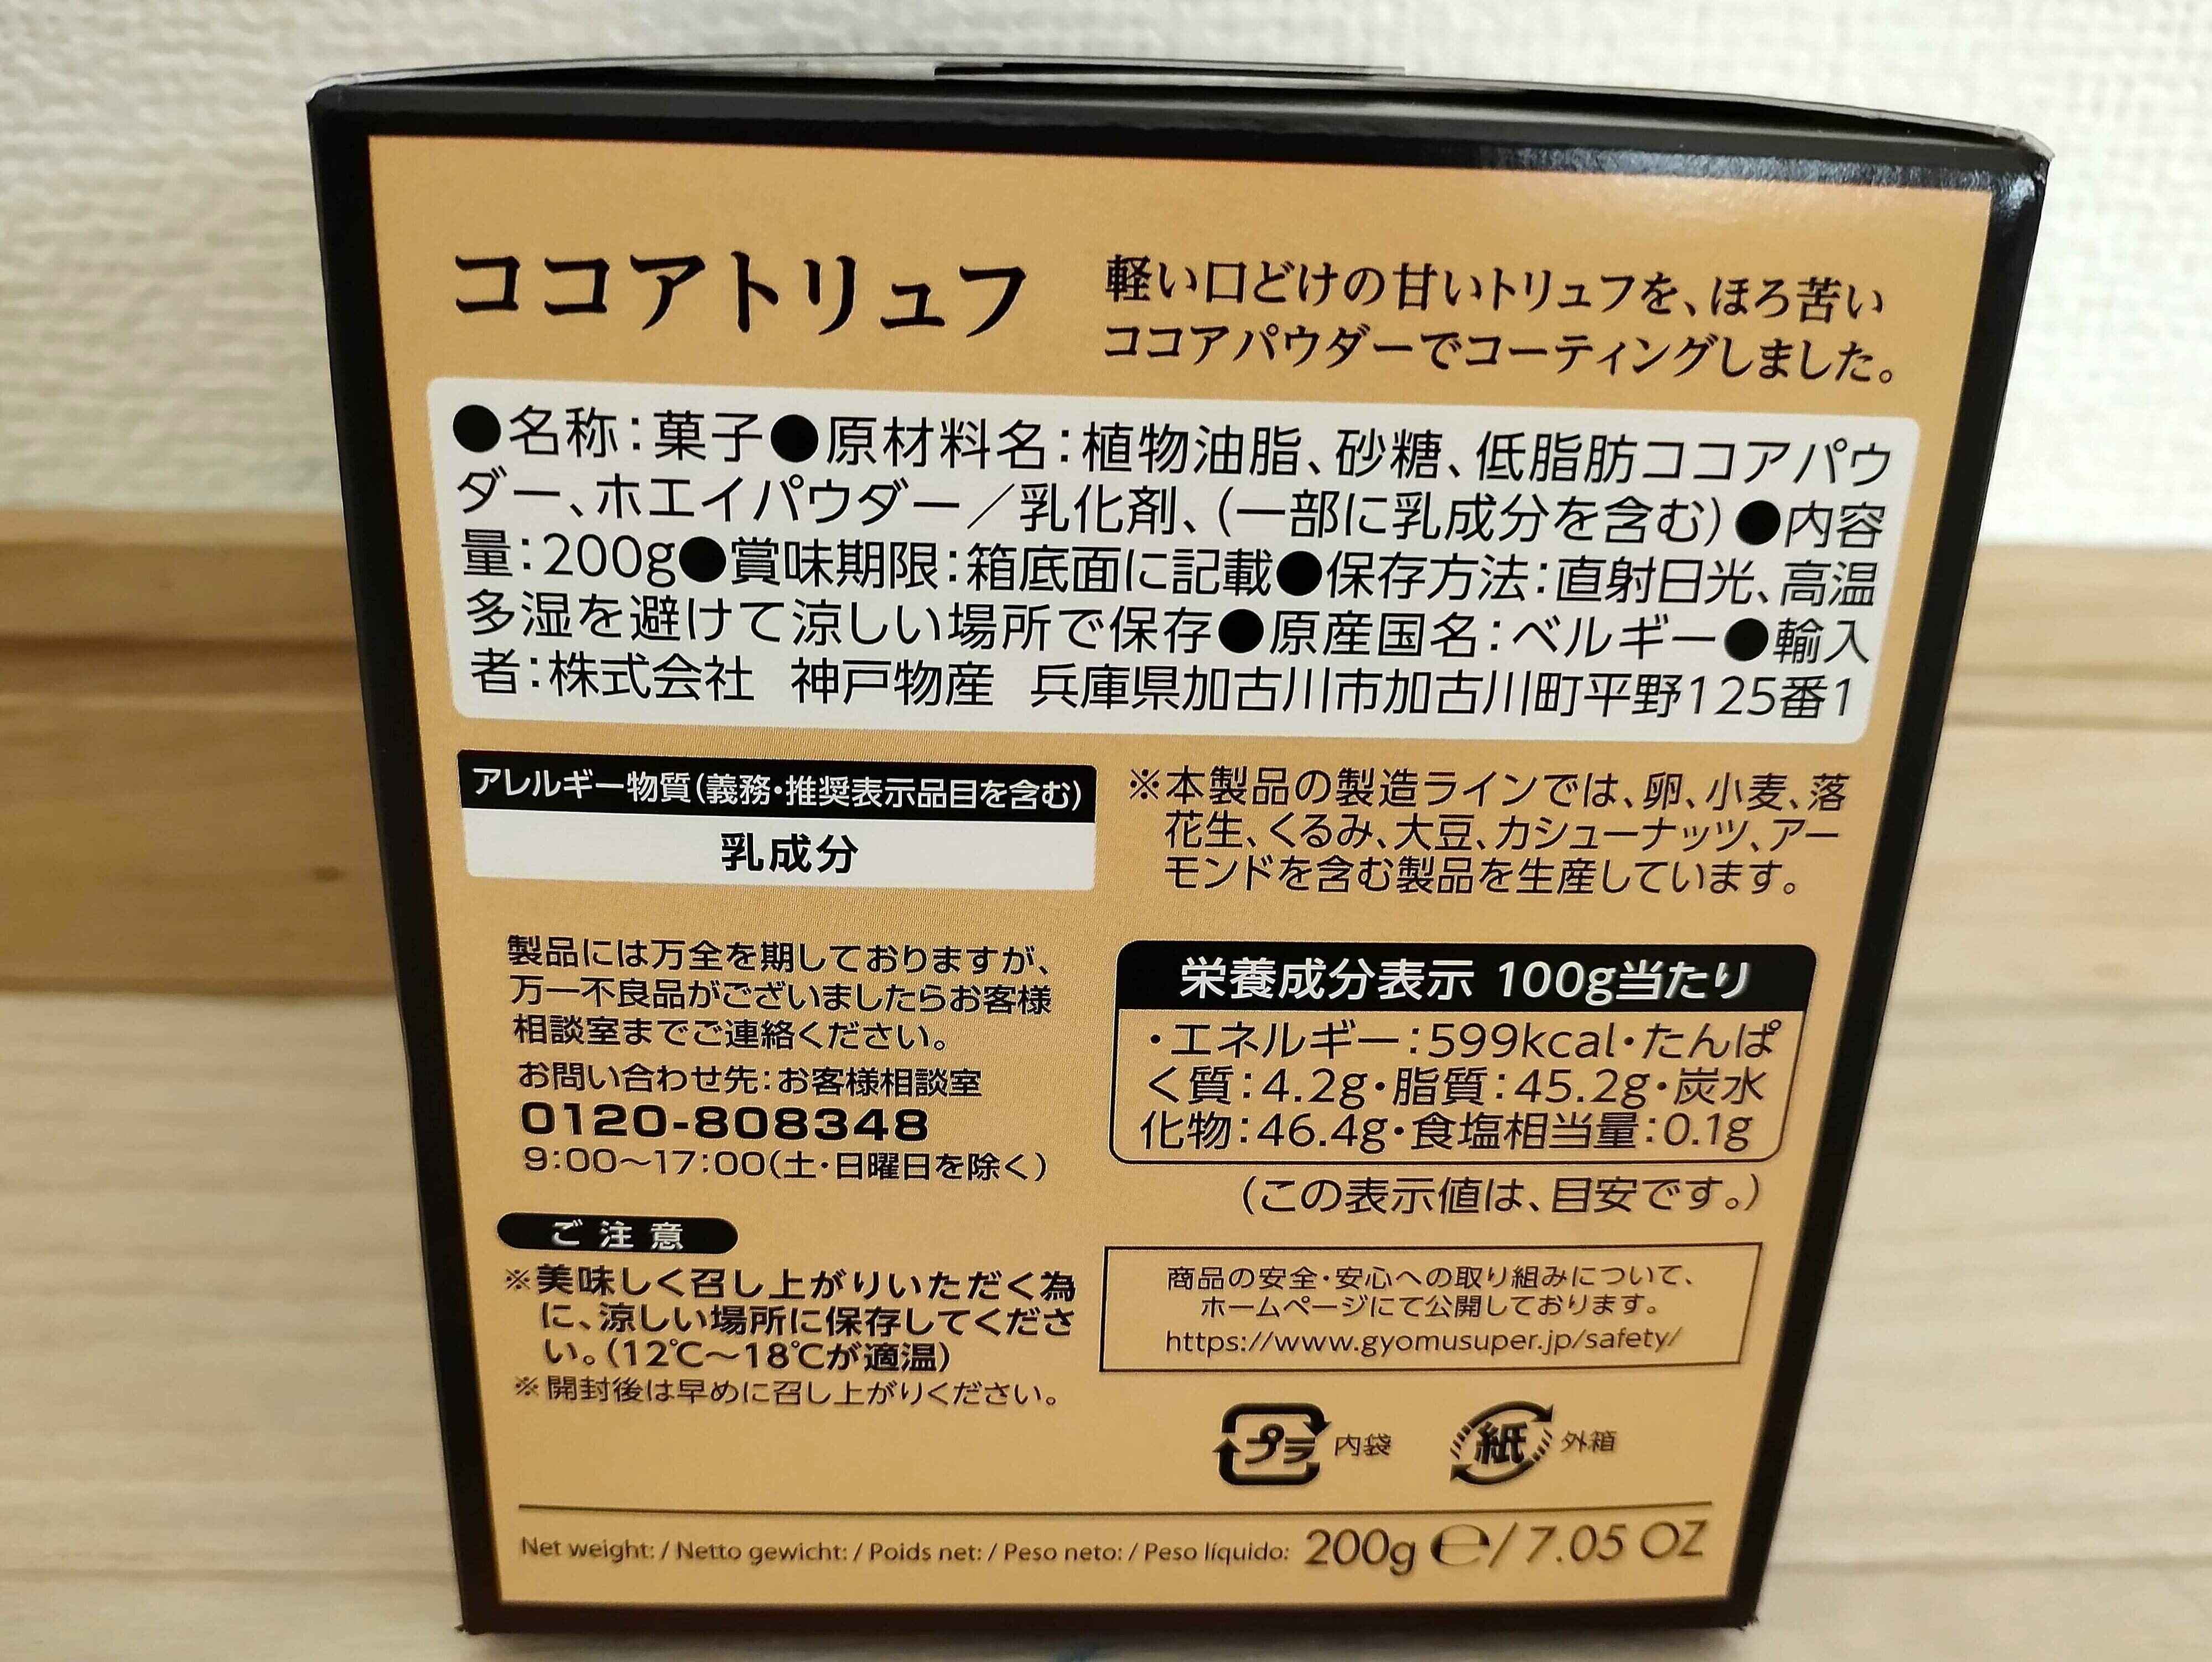 ココアトリュフ
軽い口どけの甘いトリュフを、ほろ苦い
ココアパウダーでコーティングしました。
●名称：菓子●原材料名：植物油脂、砂糖、低脂肪ココアパウ
ダー、ホエイパウダー／乳化剤、（一部に乳成分を含む）●内容
量：200g●賞味期限：箱底面に記載●保存方法：直射日光、高温
多湿を避けて涼しい場所で保存●原産国名：ベルギー●輸入
者：株式会社 神戸物産 兵庫県加古川市加古川町平野125番1
アレルギー物質（義務・推奨表示品目を含む）
乳成分
※本製品の製造ラインでは、卵、小麦、落
花生、くるみ、大豆、カシューナッツ、アー
モンドを含む製品を生産しています。
製品には万全を期しておりますが、
万一不良品がございましたらお客様
相談室までご連絡ください。
お問い合わせ先：お客様相談室
0120-808348
9：00～17：00（土・日曜日を除く）
栄養成分表示 100g当たり
・エネルギー：599kcal・たんぱ
く質：4.2g・脂質：45.2g・炭水
化物：46.4g・食塩相当量：0.1g
（この表示値は、目安です。）
ご注意
※美味しく召し上がりいただく為
に、涼しい場所に保存してくださ
い。（12℃～18℃が適温）
※開封後は早めに召し上がりください。
商品の安全・安心への取り組みについて、
ホームページにて公開しております。
https://www.gyomusuper.jp/safety/
プラ 内袋 紙 外箱
Net weight: / Netto gewicht: / Poids net: / Peso neto: / Peso líquido: 200g ℮ / 7.05 OZ